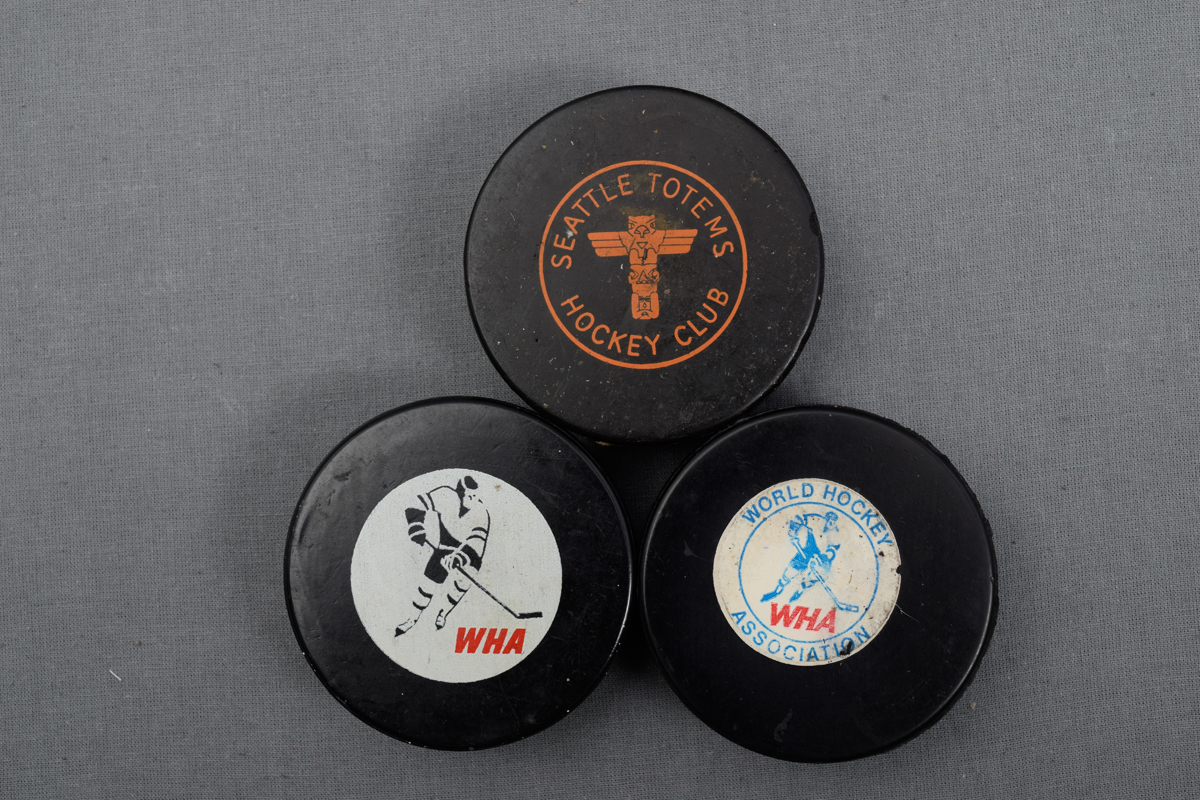 SEATTLE TOTEMS
HOCKEY CLUB
WHA
WORLD HOCKEY
WHA
ASSOCIATION